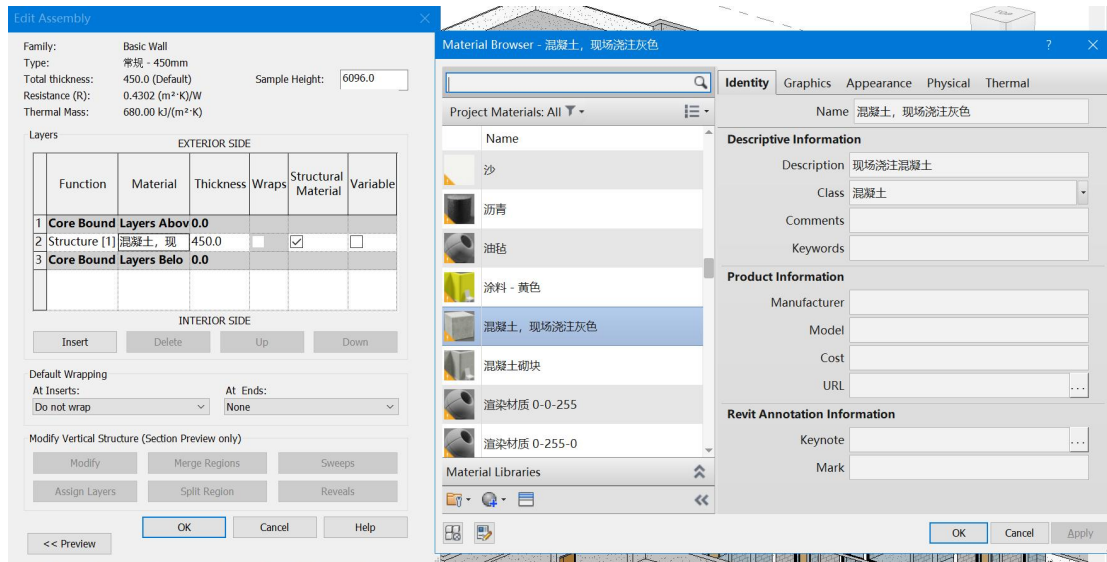 Edit Assembly
Family: Basic Wall
Type: 常规 - 450mm
Total thickness: 450.0 (Default) Sample Height: 6096.0
Resistance (R): 0.4302 (m²·K)/W
Thermal Mass: 680.00 kJ/(m²·K)
Layers
EXTERIOR SIDE
Function Material Thickness Wraps Structural Material Variable
1 Core Bound Layers Abov 0.0
2 Structure [1] 混凝土，现 450.0
3 Core Bound Layers Belo 0.0
INTERIOR SIDE
Insert Delete Up Down
Default Wrapping
At Inserts: At Ends:
Do not wrap None
Modify Vertical Structure (Section Preview only)
Modify Merge Regions Sweeps
Assign Layers Split Region Reveals
OK Cancel Help
<< Preview
Material Browser - 混凝土，现场浇注灰色
? ×
Project Materials: All
Name
沙
沥青
油毡
涂料 - 黄色
混凝土，现场浇注灰色
混凝土砌块
渲染材质 0-0-255
渲染材质 0-255-0
Material Libraries
Identity Graphics Appearance Physical Thermal
Name 混凝土，现场浇注灰色
Descriptive Information
Description 现场浇注混凝土
Class 混凝土
Comments
Keywords
Product Information
Manufacturer
Model
Cost
URL ...
Revit Annotation Information
Keynote ...
Mark
OK Cancel Apply